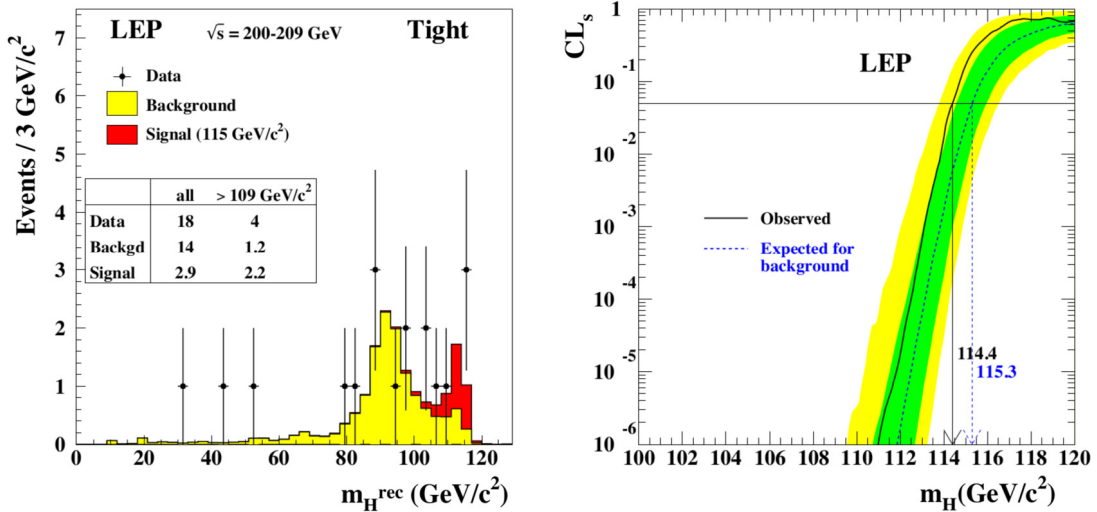 LEP √s = 200-209 GeV Tight
Data
Background
Signal (115 GeV/c²)
all > 109 GeV/c²
Data 18 4
Backgd 14 1.2
Signal 2.9 2.2
Events / 3 GeV/c²
7
6
5
4
3
2
1
0
0 20 40 60 80 100 120
m_H^rec (GeV/c²)
CL_s
LEP
1
10^-1
10^-2
10^-3
10^-4
10^-5
10^-6
Observed
Expected for
background
114.4
115.3
100 102 104 106 108 110 112 114 116 118 120
m_H(GeV/c²)